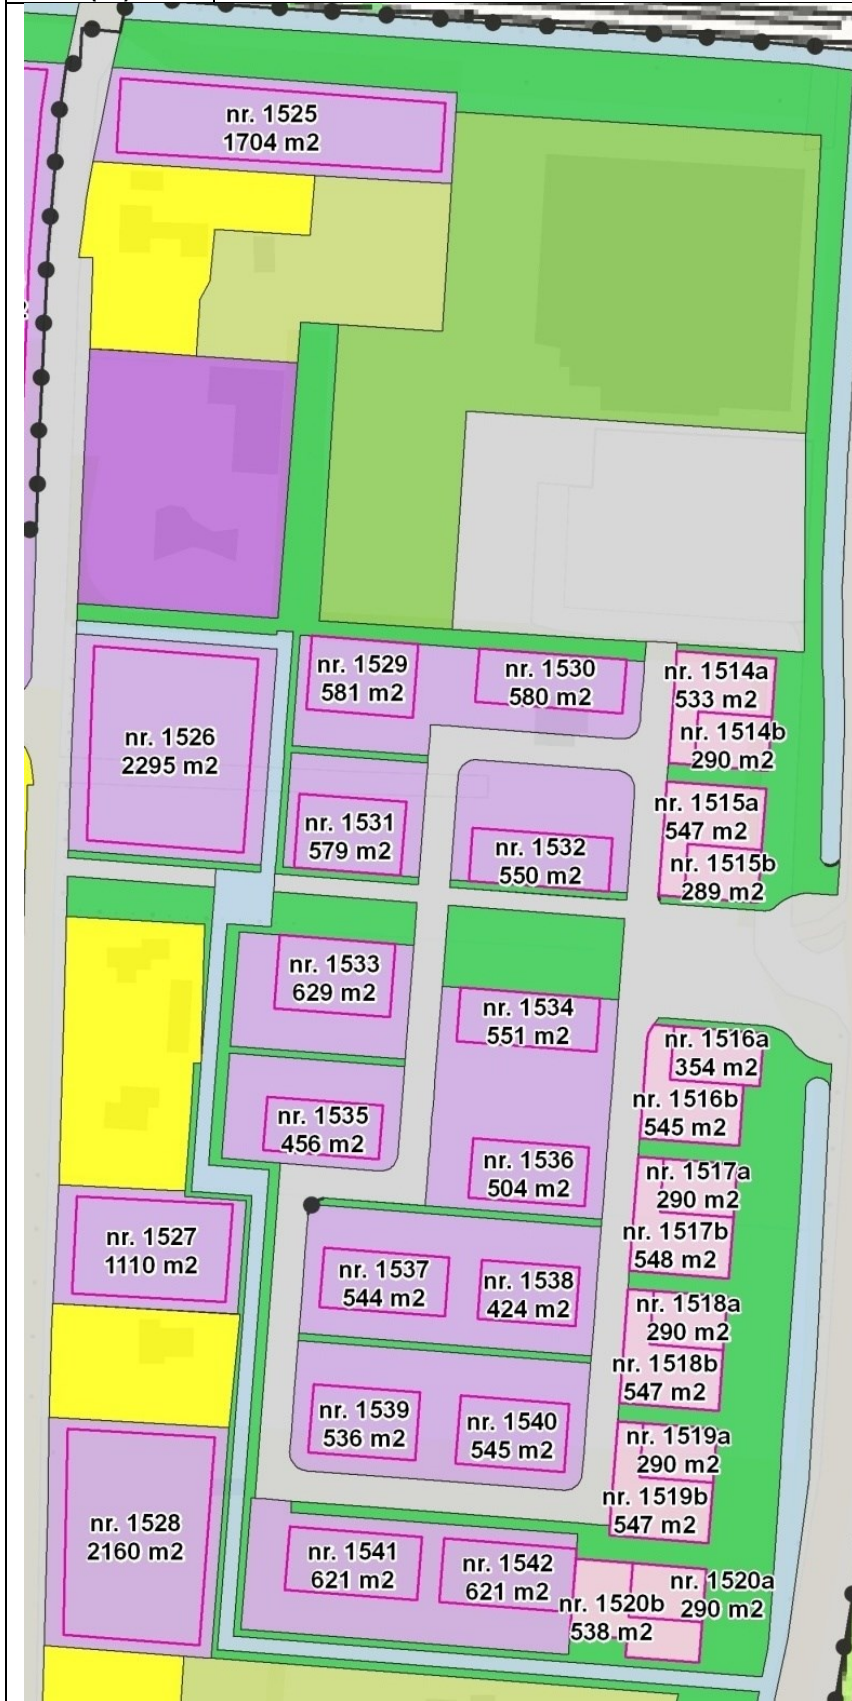 nr. 1525
1704 m2
nr. 1529
581 m2
nr. 1530
580 m2
nr. 1514a
533 m2
nr. 1514b
290 m2
nr. 1526
2295 m2
nr. 1515a
547 m2
nr. 1531
579 m2
nr. 1532
550 m2
nr. 1515b
289 m2
nr. 1533
629 m2
nr. 1534
551 m2
nr. 1516a
354 m2
nr. 1516b
545 m2
nr. 1535
456 m2
nr. 1536
504 m2
nr. 1517a
290 m2
nr. 1527
1110 m2
nr. 1517b
548 m2
nr. 1537
544 m2
nr. 1538
424 m2
nr. 1518a
290 m2
nr. 1518b
547 m2
nr. 1539
536 m2
nr. 1540
545 m2
nr. 1519a
290 m2
nr. 1519b
547 m2
nr. 1528
2160 m2
nr. 1541
621 m2
nr. 1542
621 m2
nr. 1520a
290 m2
nr. 1520b
538 m2